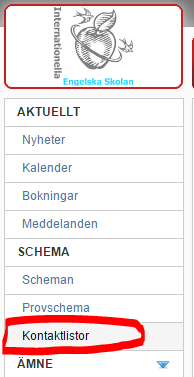 Internationella
Engelska Skolan
AKTUELLT
Nyheter
Kalender
Bokningar
Meddelanden
SCHEMA
Scheman
Provschema
Kontaktlistor
ÄMNE